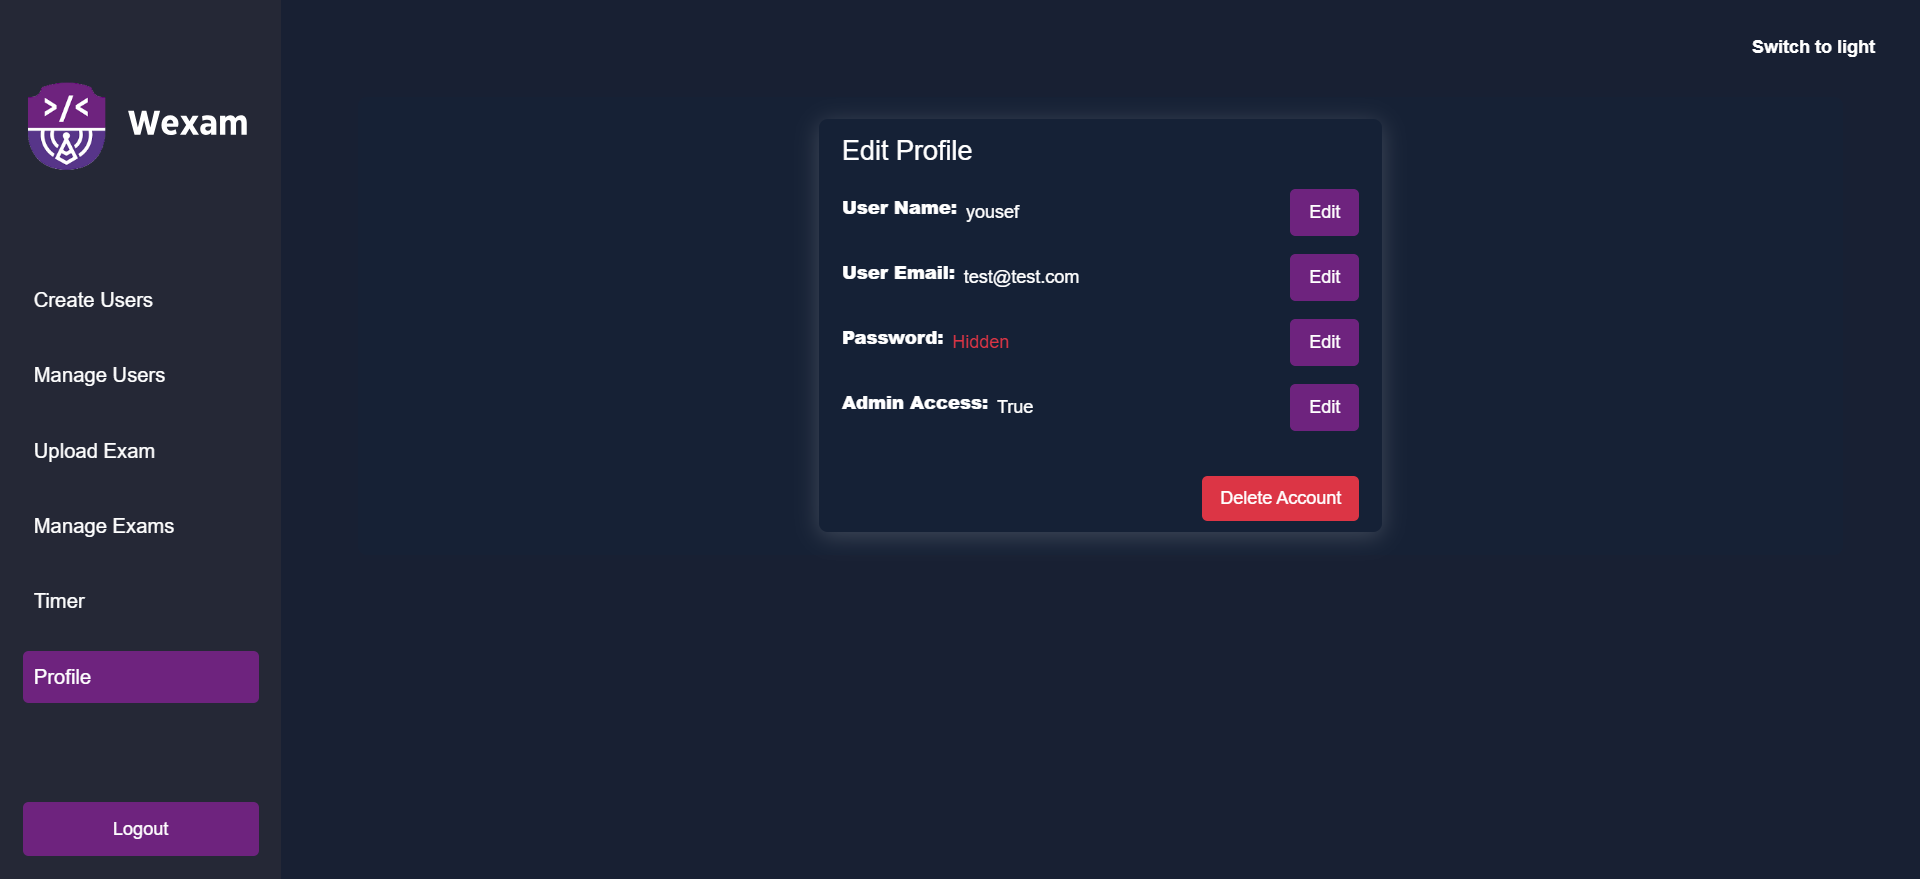 Switch to light
>/<
Wexam
Create Users
Manage Users
Upload Exam
Manage Exams
Timer
Profile
Logout
Edit Profile
User Name: yousef Edit
User Email: test@test.com Edit
Password: Hidden Edit
Admin Access: True Edit
Delete Account